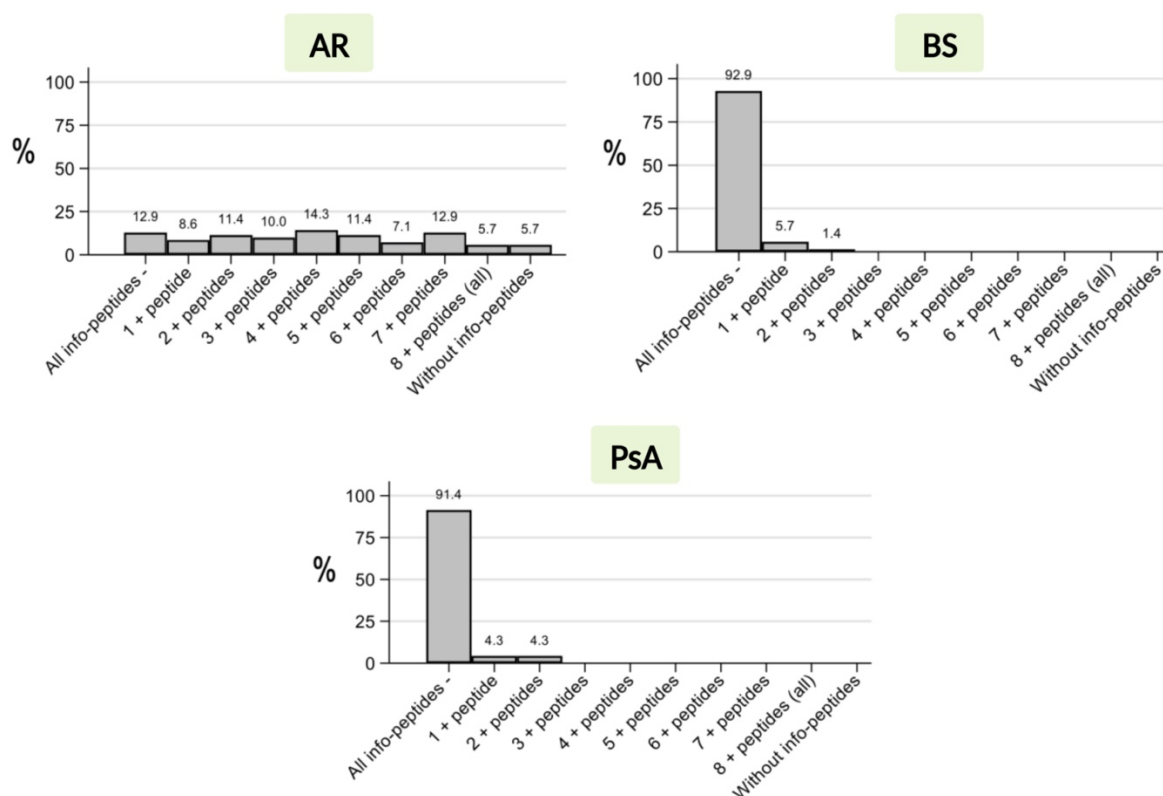 AR
100
75
%
50
25
0
12.9
8.6
11.4
10.0
14.3
11.4
7.1
12.9
5.7
5.7
All info-peptides -
1 + peptide
2 + peptides
3 + peptides
4 + peptides
5 + peptides
6 + peptides
7 + peptides
8 + peptides (all)
Without info-peptides
BS
100
75
%
50
25
0
92.9
5.7
1.4
All info-peptides -
1 + peptide
2 + peptides
3 + peptides
4 + peptides
5 + peptides
6 + peptides
7 + peptides
8 + peptides (all)
Without info-peptides
PsA
100
75
%
50
25
0
91.4
4.3
4.3
All info-peptides -
1 + peptide
2 + peptides
3 + peptides
4 + peptides
5 + peptides
6 + peptides
7 + peptides
8 + peptides (all)
Without info-peptides